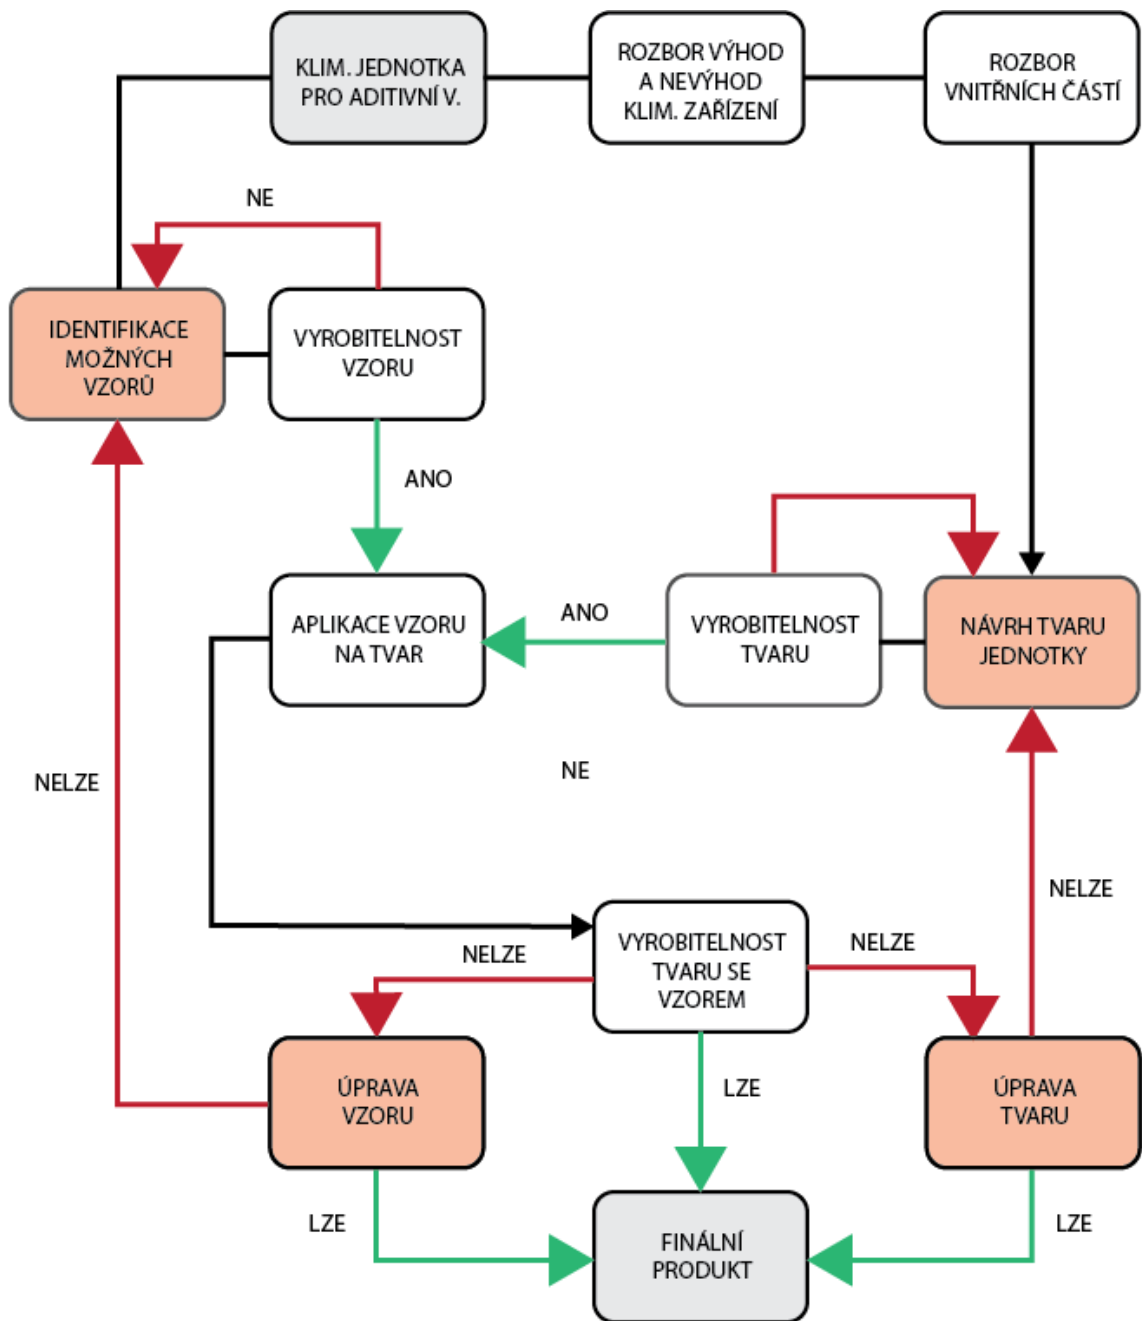 KLIM. JEDNOTKA
PRO ADITIVNÍ V.
ROZBOR VÝHOD
A NEVÝHOD
KLIM. ZAŘÍZENÍ
ROZBOR
VNITŘNÍCH ČÁSTÍ
NE
IDENTIFIKACE
MOŽNÝCH
VZORŮ
VYROBITELNOST
VZORU
ANO
APLIKACE VZORU
NA TVAR
ANO
VYROBITELNOST
TVARU
NÁVRH TVARU
JEDNOTKY
NELZE
NE
NELZE
VYROBITELNOST
TVARU SE
VZOREM
NELZE
NELZE
ÚPRAVA
VZORU
LZE
ÚPRAVA
TVARU
LZE
FINÁLNÍ
PRODUKT
LZE